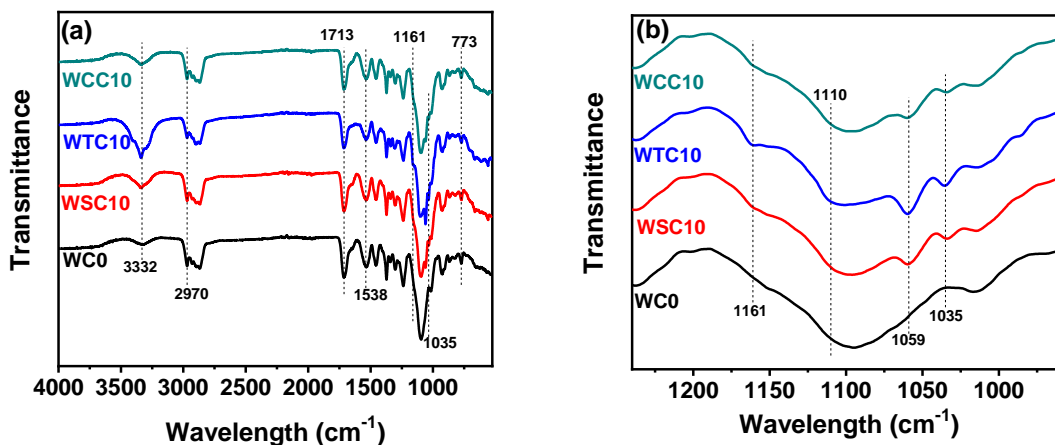 (a)
1713
1161
773
WCC10
WTC10
WSC10
WC0
3332
2970
1538
1035
Transmittance
4000 3500 3000 2500 2000 1500 1000
Wavelength (cm-1)
(b)
WCC10
1110
WTC10
WSC10
WC0
1161
1059
1035
Transmittance
1200 1150 1100 1050 1000
Wavelength (cm-1)